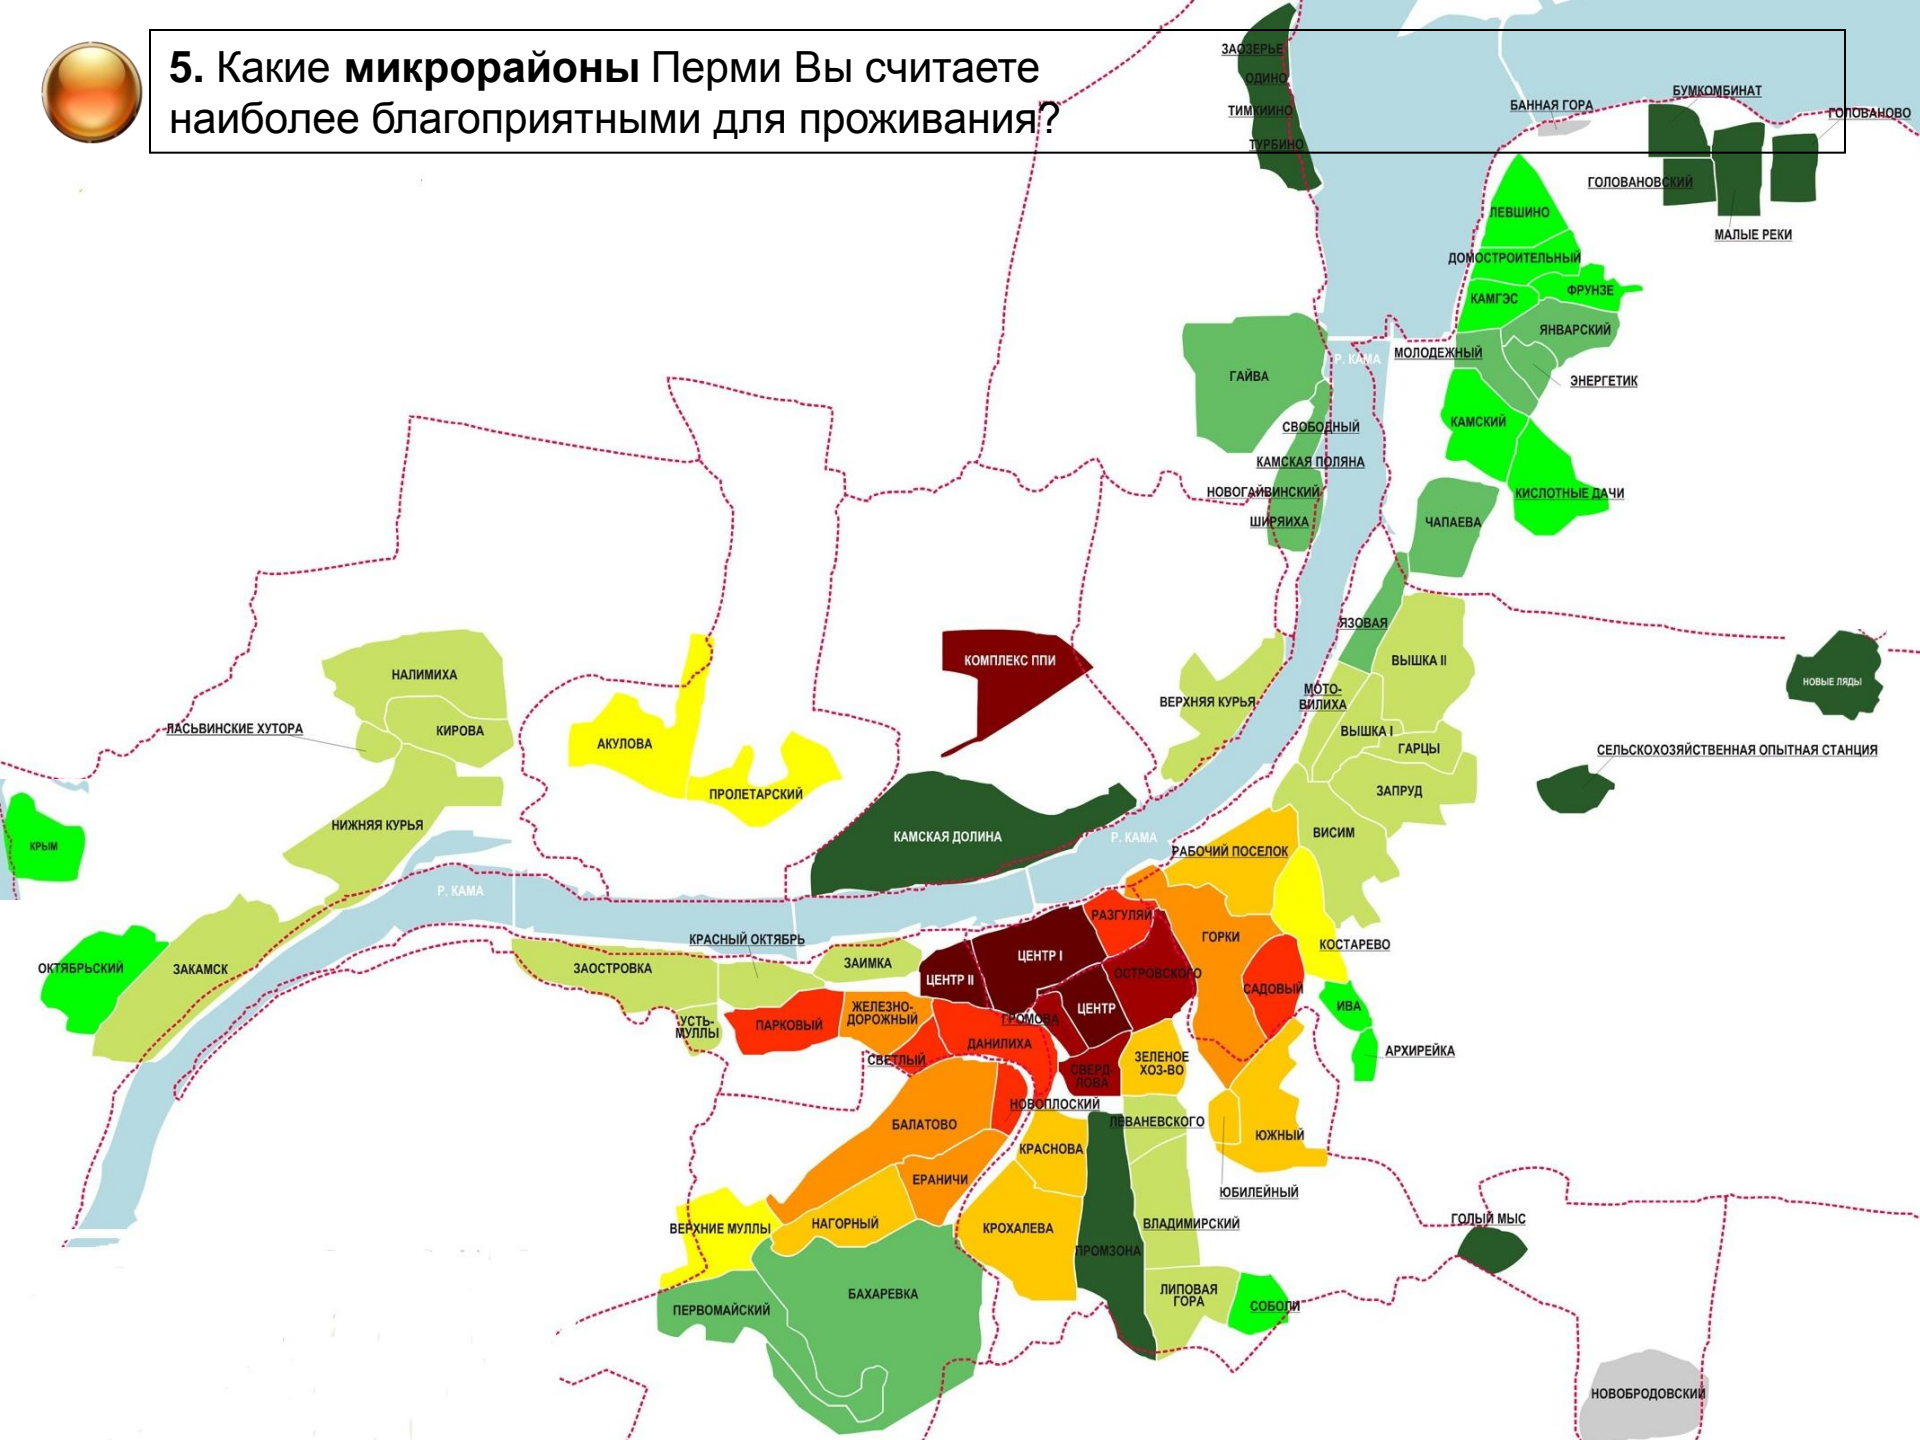 5. Какие микрорайоны Перми Вы считаете
наиболее благоприятными для проживания?
ЗАОЗЕРЬЕ
ОДИНО
ТИМКИИНО
ТУРБИНО
БАННАЯ ГОРА
БУМКОМБИНАТ
ГОЛОВАНОВО
ГОЛОВАНОВСКИЙ
МАЛЫЕ РЕКИ
ЛЕВШИНО
ДОМОСТРОИТЕЛЬНЫЙ
КАМГЭС
ФРУНЗЕ
ЯНВАРСКИЙ
МОЛОДЕЖНЫЙ
Р. КАМА
ЭНЕРГЕТИК
ГАЙВА
КАМСКИЙ
СВОБОДНЫЙ
КАМСКАЯ ПОЛЯНА
НОВОГАЙВИНСКИЙ
ШИРЯИХА
КИСЛОТНЫЕ ДАЧИ
ЧАПАЕВА
ЯЗОВАЯ
ВЫШКА II
КОМПЛЕКС ППИ
НАЛИМИХА
НОВЫЕ ЛЯДЫ
ВЕРХНЯЯ КУРЬЯ
МОТО-
ВИЛИХА
ЛАСЬВИНСКИЕ ХУТОРА
КИРОВА
АКУЛОВА
ВЫШКА I
ГАРЦЫ
СЕЛЬСКОХОЗЯЙСТВЕННАЯ ОПЫТНАЯ СТАНЦИЯ
ПРОЛЕТАРСКИЙ
ЗАПРУД
НИЖНЯЯ КУРЬЯ
КАМСКАЯ ДОЛИНА
Р. КАМА
ВИСИМ
КРЫМ
РАБОЧИЙ ПОСЕЛОК
Р. КАМА
РАЗГУЛЯЙ
КРАСНЫЙ ОКТЯБРЬ
ГОРКИ
КОСТАРЕВО
ОКТЯБРЬСКИЙ
ЗАКАМСК
ЗАОСТРОВКА
ЗАИМКА
ЦЕНТР I
ЦЕНТР II
ОСТРОВСКОГО
САДОВЫЙ
ЖЕЛЕЗНО-
ДОРОЖНЫЙ
ЦЕНТР
ИВА
УСТЬ-
МУЛЛЫ
ПАРКОВЫЙ
ГРОМОВА
ДАНИЛИХА
АРХИРЕЙКА
СВЕТЛЫЙ
ЗЕЛЕНОЕ
ХОЗ-ВО
СВЕРД-
ЛОВА
НОВОПЛОСКИЙ
БАЛАТОВО
ЛЕВАНЕВСКОГО
КРАСНОВА
ЮЖНЫЙ
ЕРАНИЧИ
ЮБИЛЕЙНЫЙ
ВЕРХНИЕ МУЛЛЫ
НАГОРНЫЙ
КРОХАЛЕВА
ВЛАДИМИРСКИЙ
ГОЛЫЙ МЫС
ПРОМЗОНА
БАХАРЕВКА
ЛИПОВАЯ
ГОРА
ПЕРВОМАЙСКИЙ
СОБОЛИ
НОВОБРОДОВСКИЙ